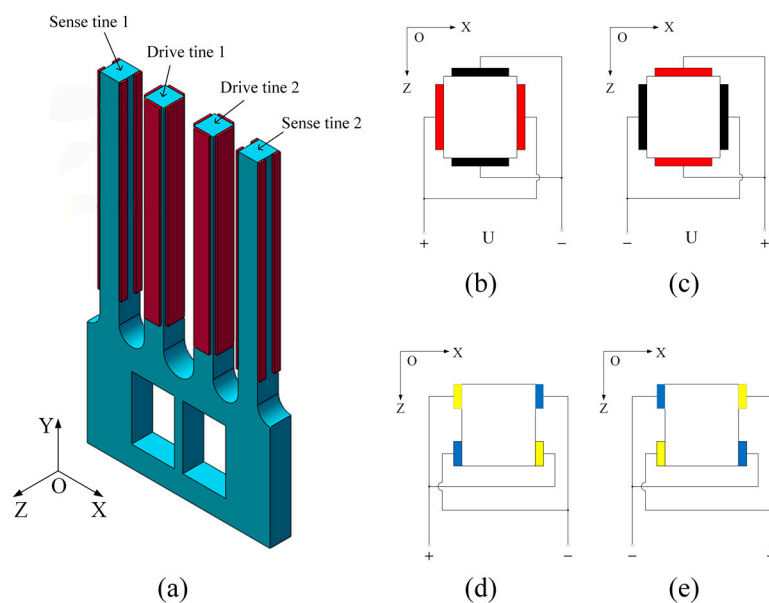 Sense tine 1
Drive tine 1
Drive tine 2
Sense tine 2
Y
O
Z
X
(a)
O
X
Z
+
U
−
(b)
O
X
Z
−
U
+
(c)
O
X
Z
+
−
(d)
O
X
Z
−
(e)